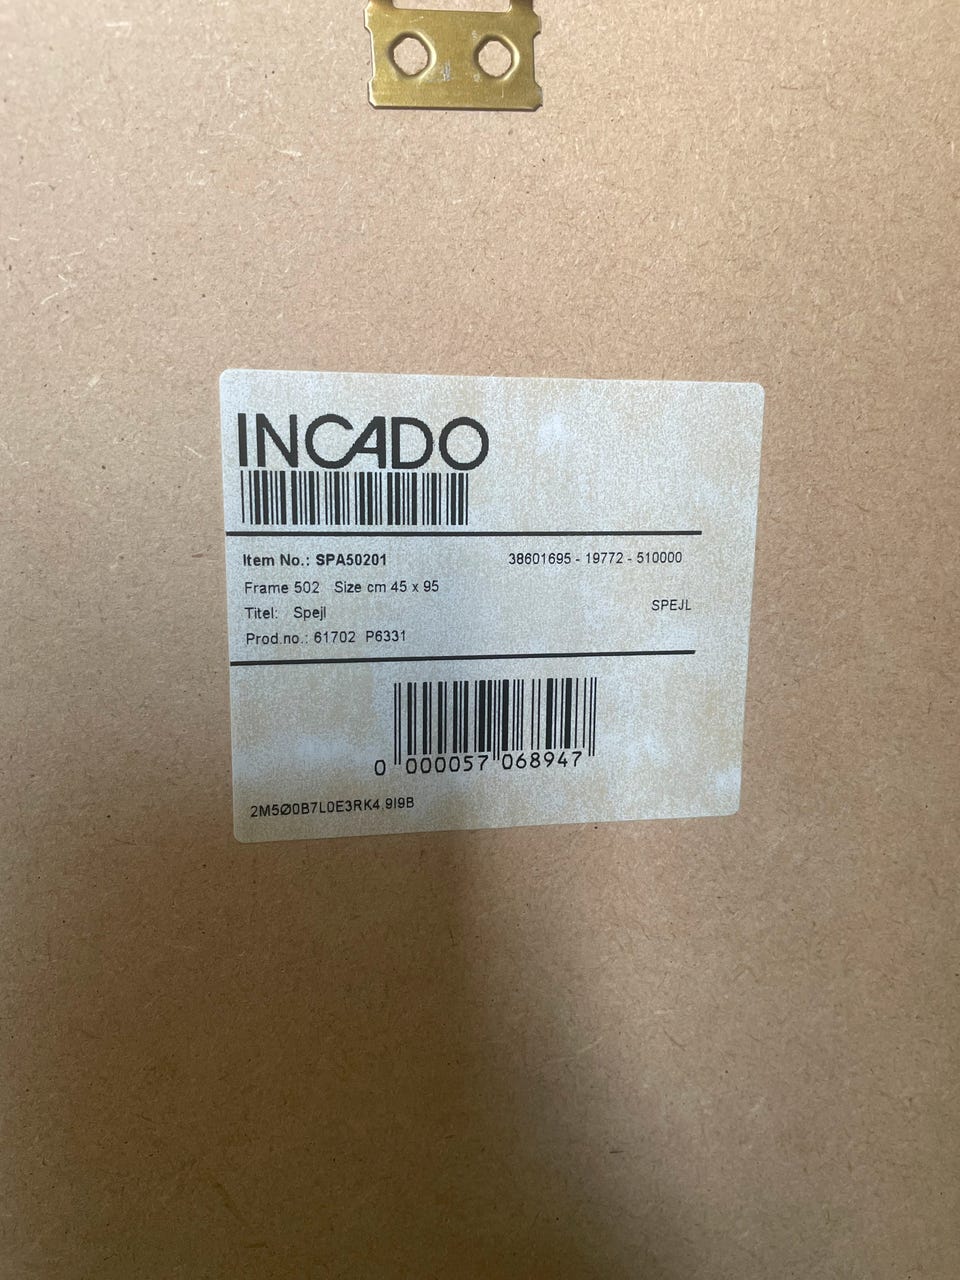 INCADO
Item No.: SPA50201 38601695 - 19772 - 510000
Frame 502 Size cm 45 x 95
Titel: Spejl SPEJL
Prod.no.: 61702 P6331
0 000057 068947
2M5Ø0B7L0E3RK4.9I9B